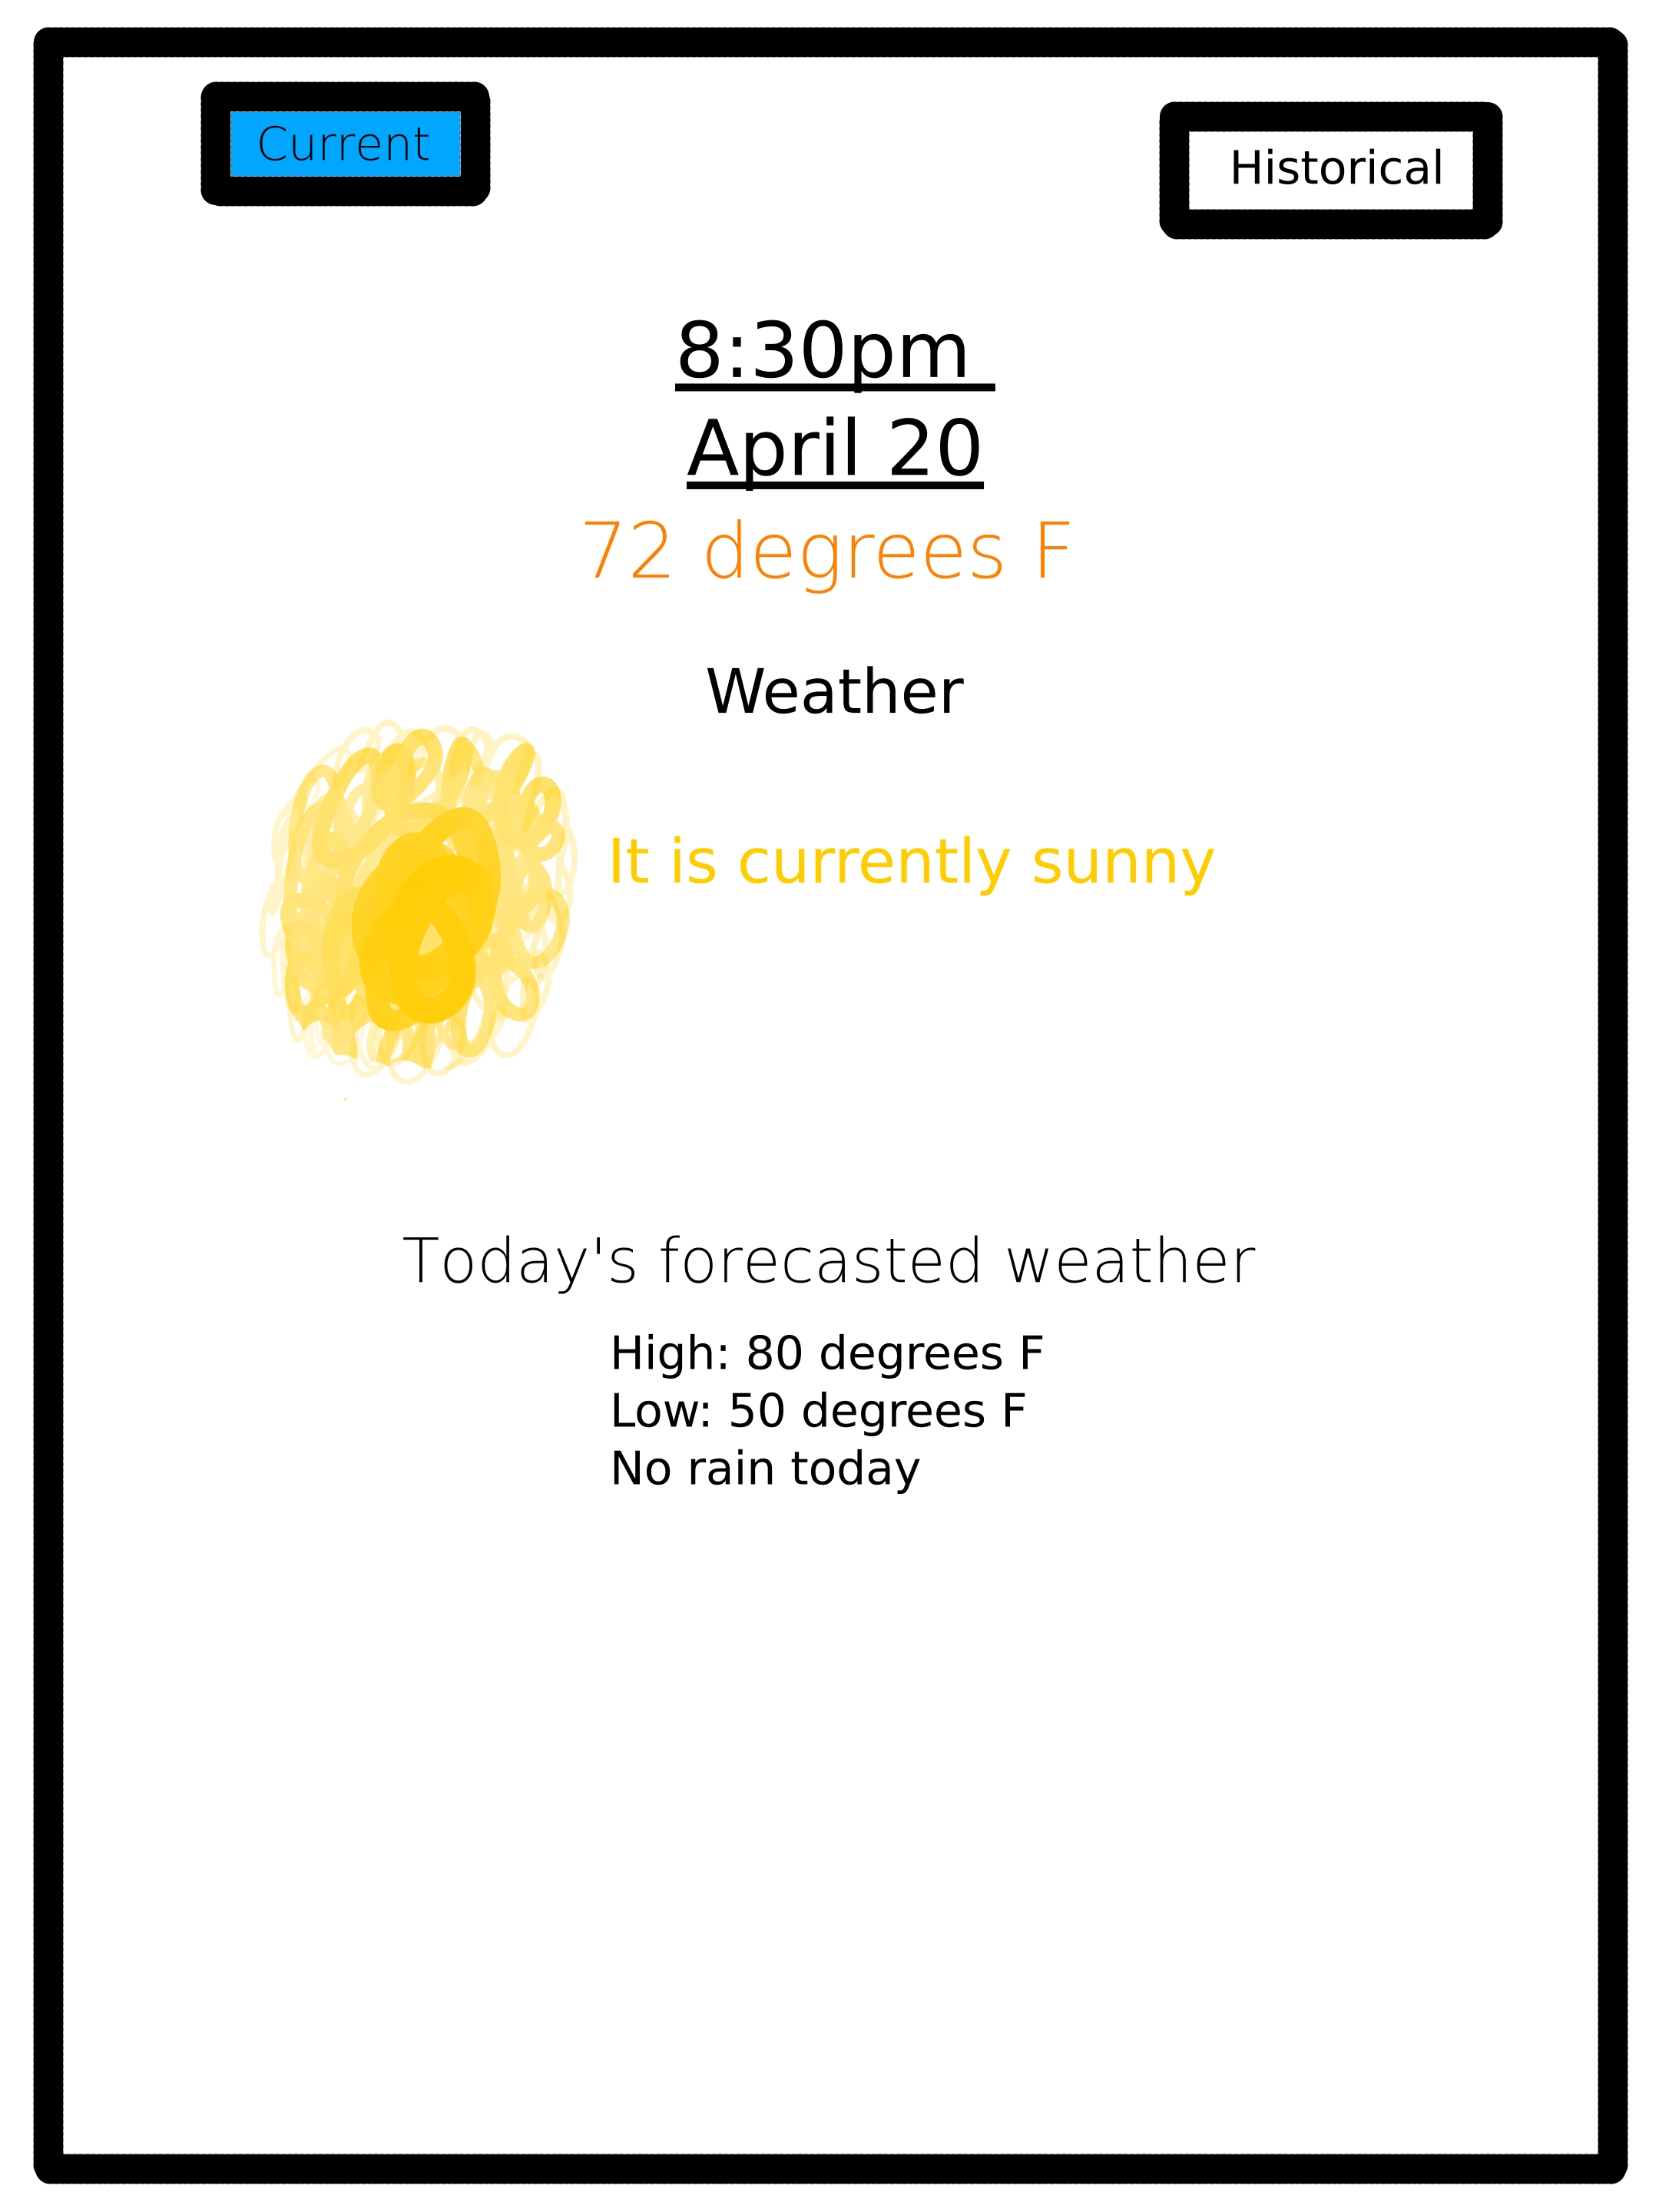 Current
Historical
8:30pm
April 20
72 degrees F
Weather
It is currently sunny
Today's forecasted weather
High: 80 degrees F
Low: 50 degrees F
No rain today